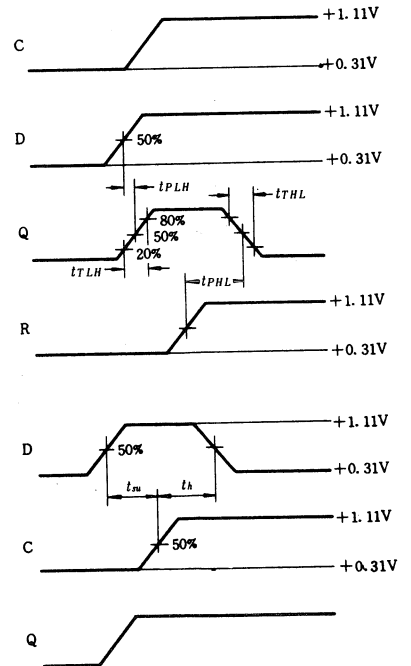 +1.11V
C
+0.31V
+1.11V
D
50%
+0.31V
tPLH
tTHL
80%
Q
50%
20%
tTLH
tPHL
+1.11V
R
+0.31V
+1.11V
D
50%
+0.31V
tsu
th
+1.11V
C
50%
+0.31V
Q